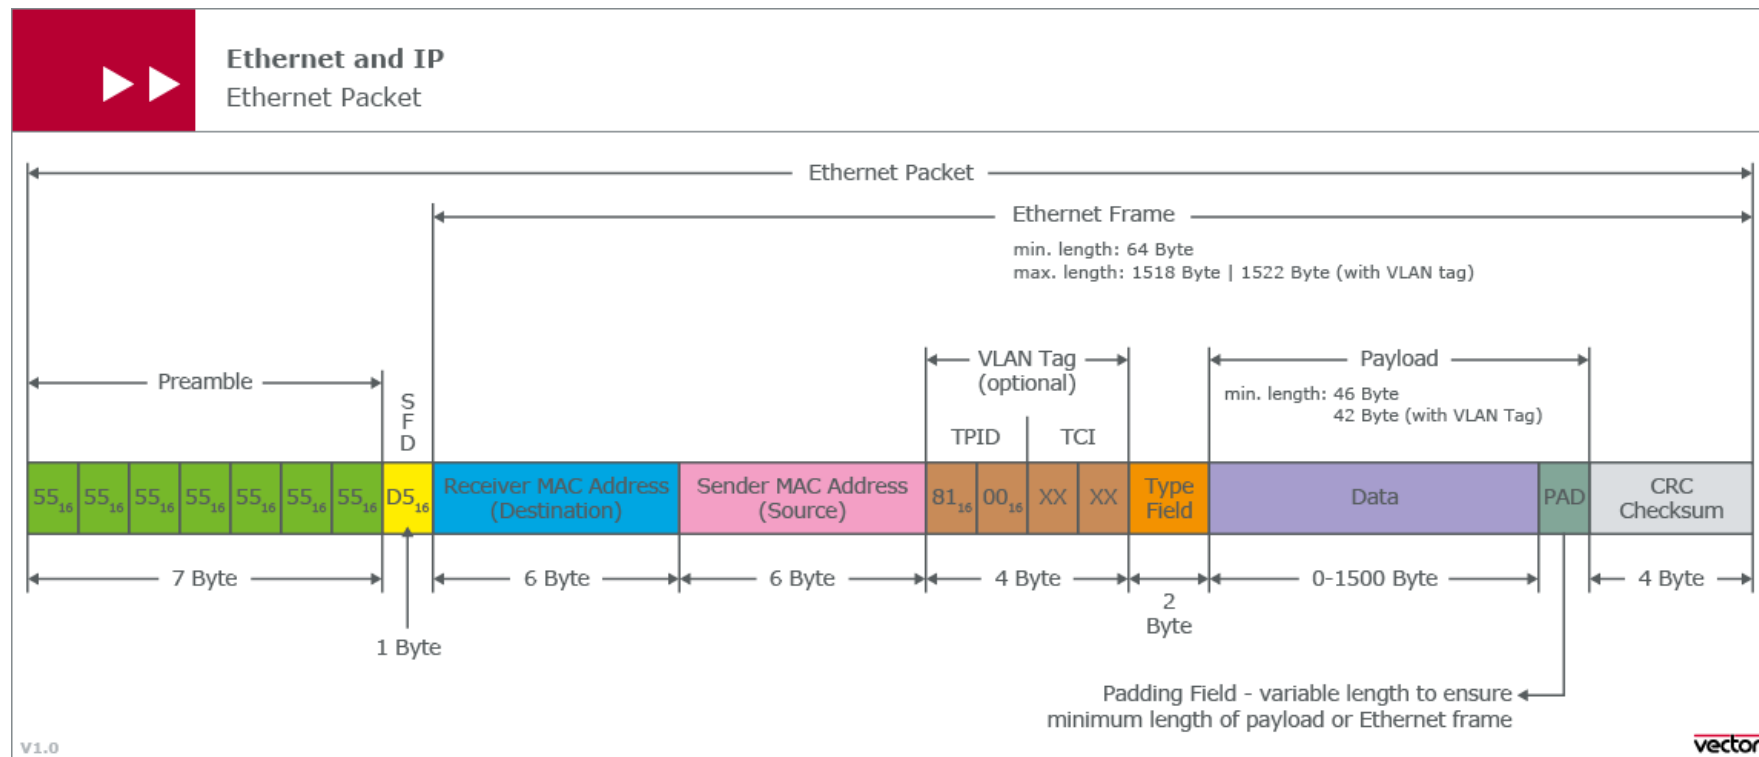 Ethernet and IP
Ethernet Packet
Ethernet Packet
Ethernet Frame
min. length: 64 Byte
max. length: 1518 Byte | 1522 Byte (with VLAN tag)
Preamble
S
F
D
VLAN Tag
(optional)
TPID TCI
Payload
min. length: 46 Byte
42 Byte (with VLAN Tag)
55₁₆ 55₁₆ 55₁₆ 55₁₆ 55₁₆ 55₁₆ 55₁₆ D5₁₆
Receiver MAC Address
(Destination)
Sender MAC Address
(Source)
81₁₆ 00₁₆ XX XX
Type
Field
Data
PAD
CRC
Checksum
7 Byte
1 Byte
6 Byte
6 Byte
4 Byte
2
Byte
0-1500 Byte
4 Byte
Padding Field - variable length to ensure
minimum length of payload or Ethernet frame
V1.0
vector